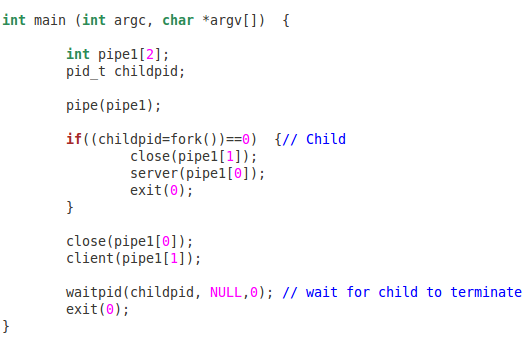 int main (int argc, char *argv[])  {
int pipe1[2];
pid_t childpid;
pipe(pipe1);
if((childpid=fork())==0)  {// Child
close(pipe1[1]);
server(pipe1[0]);
exit(0);
}
close(pipe1[0]);
client(pipe1[1]);
waitpid(childpid, NULL,0); // wait for child to terminate
exit(0);
}